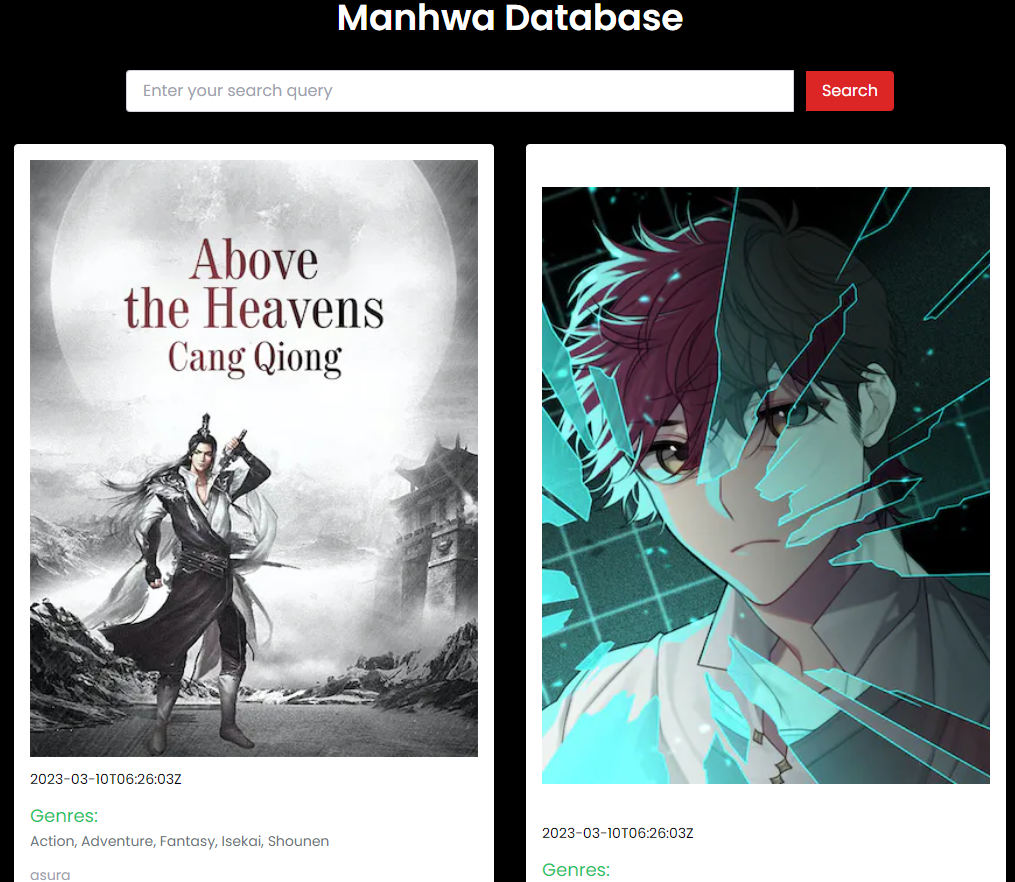 Manhwa Database
Enter your search query
Search
Above
the Heavens
Cang Qiong
2023-03-10T06:26:03Z
Genres:
Action, Adventure, Fantasy, Isekai, Shounen
asura
2023-03-10T06:26:03Z
Genres: